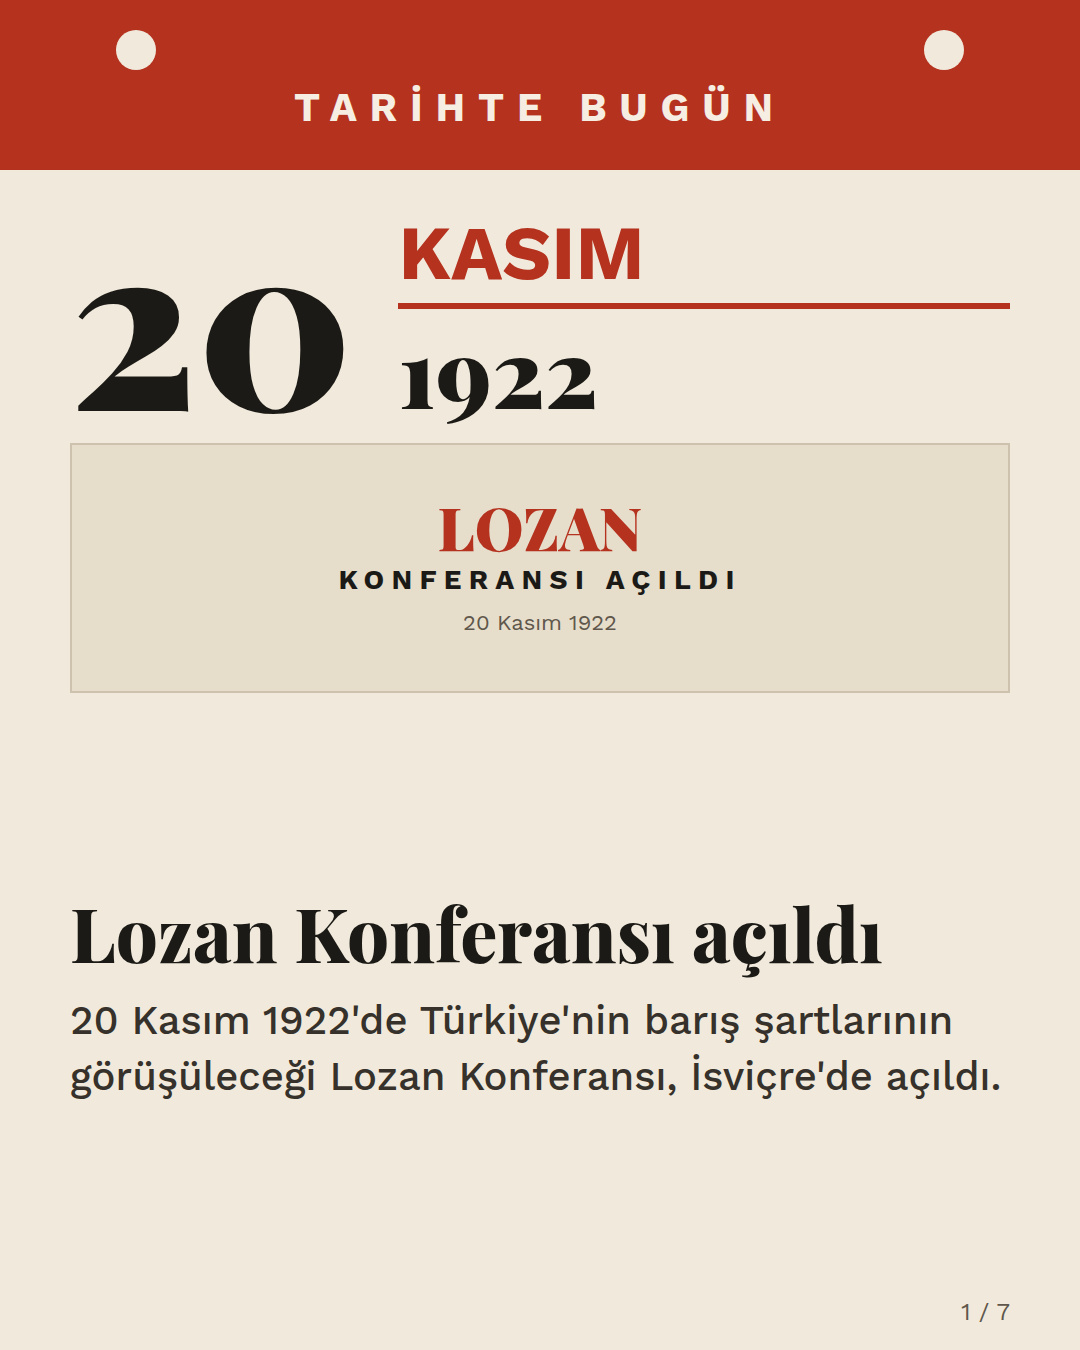 TARİHTE BUGÜN
20
KASIM
1922
LOZAN
KONFERANSI AÇILDI
20 Kasım 1922
Lozan Konferansı açıldı
20 Kasım 1922'de Türkiye'nin barış şartlarının
görüşüleceği Lozan Konferansı, İsviçre'de açıldı.
1 / 7